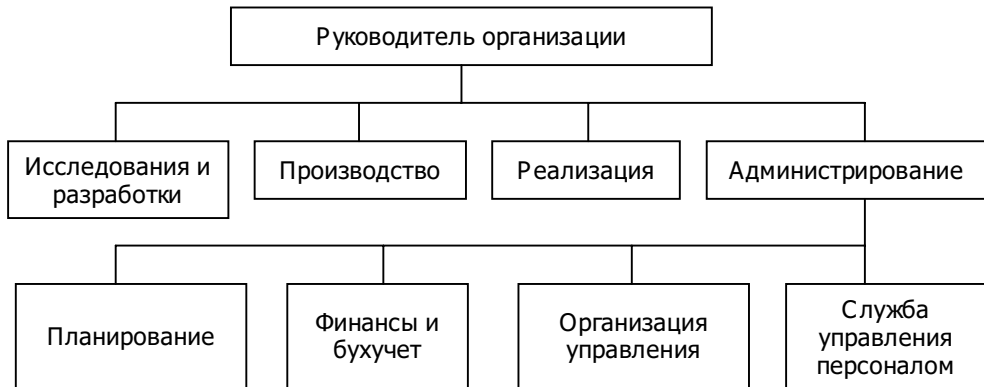 Руководитель организации
Исследования и
разработки
Производство
Реализация
Администрирование
Планирование
Финансы и
бухучет
Организация
управления
Служба
управления
персоналом